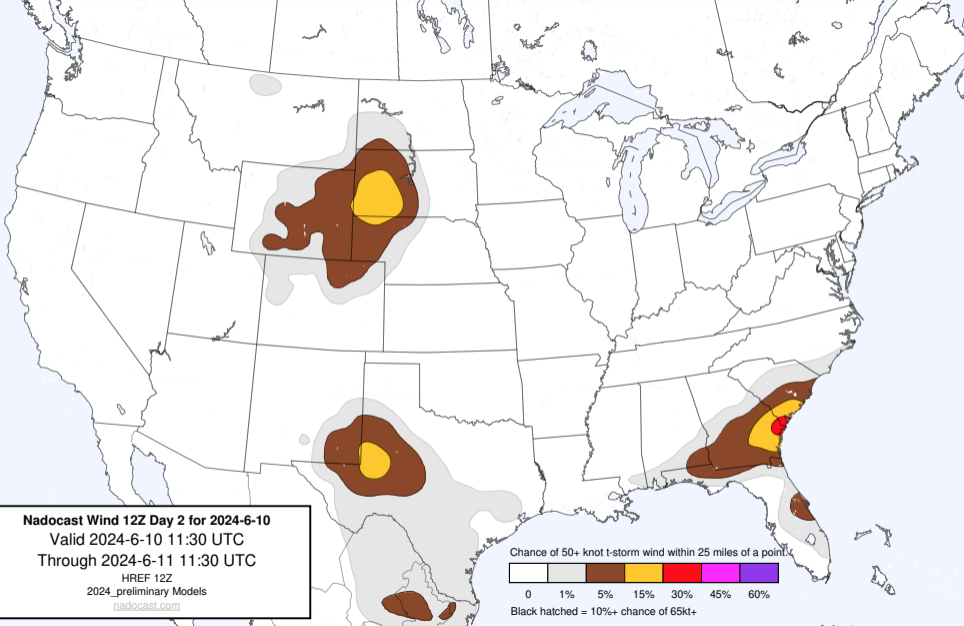 Nadocast Wind 12Z Day 2 for 2024-6-10
Valid 2024-6-10 11:30 UTC
Through 2024-6-11 11:30 UTC
HREF 12Z
2024_preliminary Models
nadocast.com
Chance of 50+ knot t-storm wind within 25 miles of a point.
0 1% 5% 15% 30% 45% 60%
Black hatched = 10%+ chance of 65kt+